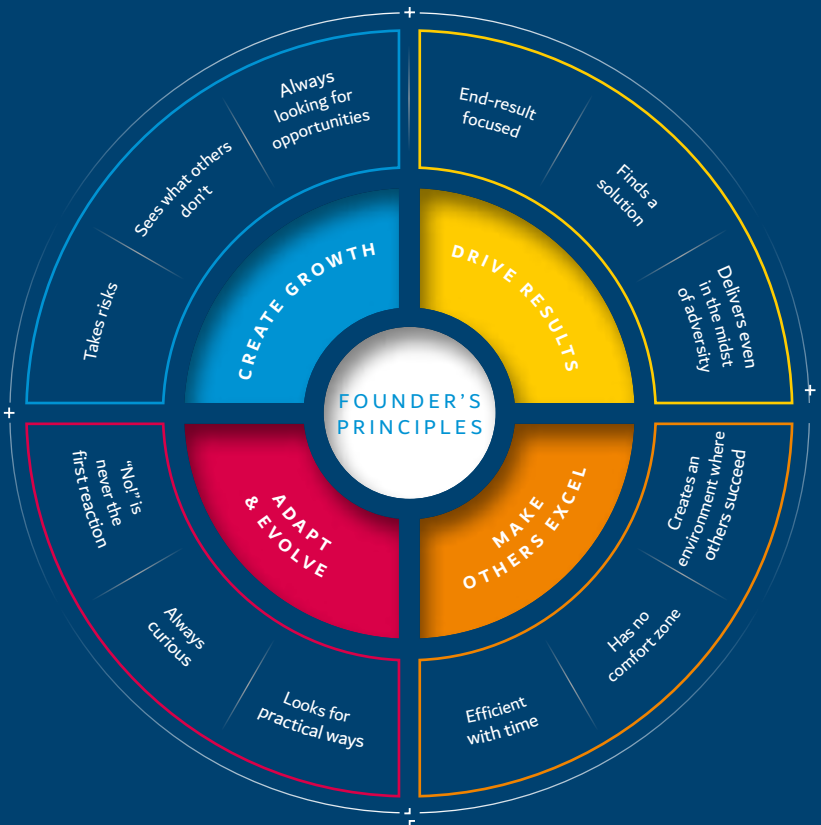 FOUNDER'S
PRINCIPLES
CREATE GROWTH
Takes risks
Sees what others
don't
Always
looking for
opportunities
DRIVE RESULTS
End-result
focused
Finds a
solution
Delivers even
in the midst
of adversity
MAKE
OTHERS EXCEL
Creates an
environment where
others succeed
Has no
comfort zone
Efficient
with time
ADAPT
& EVOLVE
Looks for
practical ways
Always
curious
“No!” is
never the
first reaction